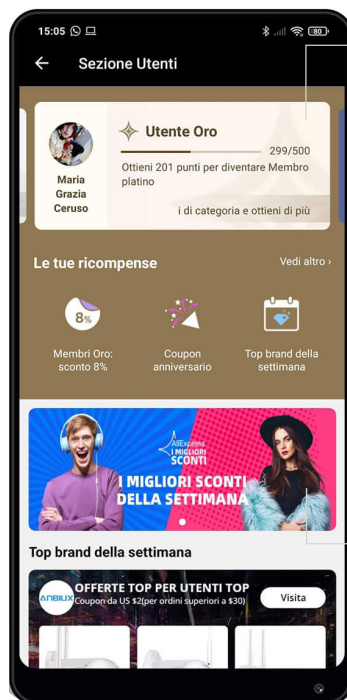 15:05
80
Sezione Utenti
Utente Oro
299/500
Ottieni 201 punti per diventare Membro
platino
Maria
Grazia
Ceruso
i di categoria e ottieni di più
Le tue ricompense
Vedi altro ›
8%
Membri Oro:
sconto 8%
Coupon
anniversario
Top brand della
settimana
AliExpress
I MIGLIORI
SCONTI
I MIGLIORI SCONTI
DELLA SETTIMANA
Top brand della settimana
ANBIUX
OFFERTE TOP PER UTENTI TOP
Coupon da US $2(per ordini superiori a $30)
Visita